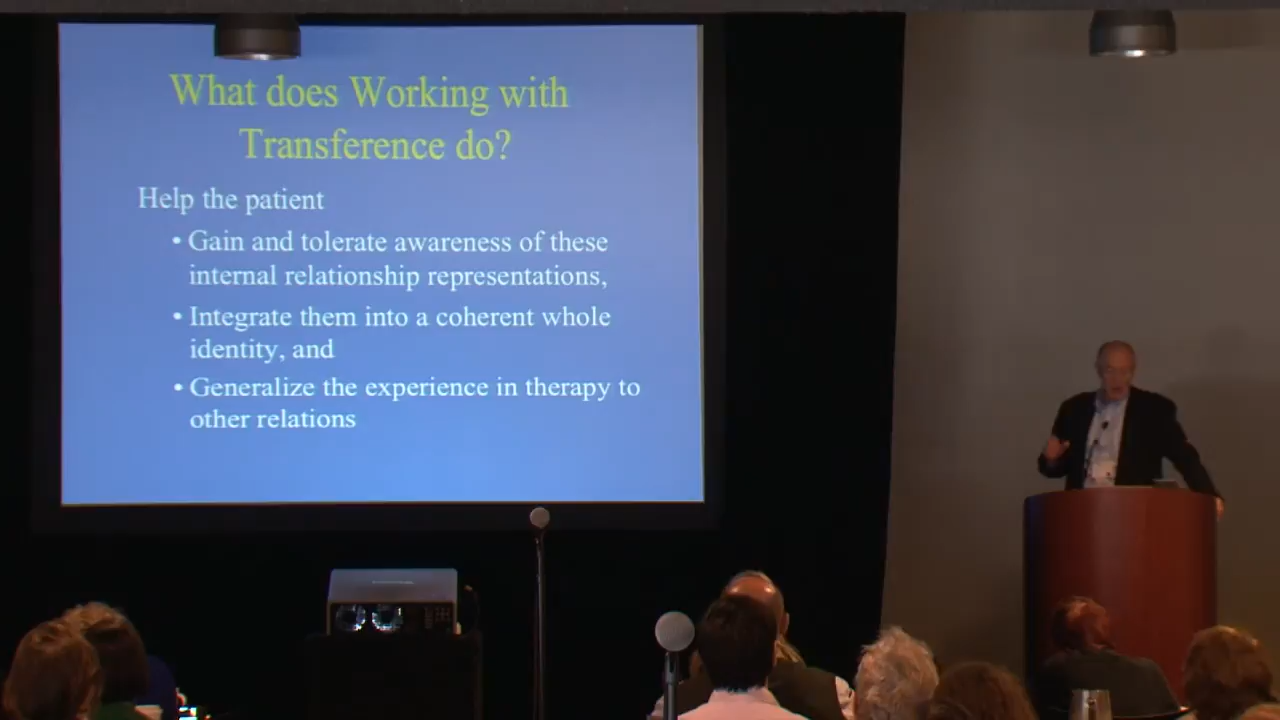 What does Working with
Transference do?
Help the patient
• Gain and tolerate awareness of these
internal relationship representations,
• Integrate them into a coherent whole
identity, and
• Generalize the experience in therapy to
other relations